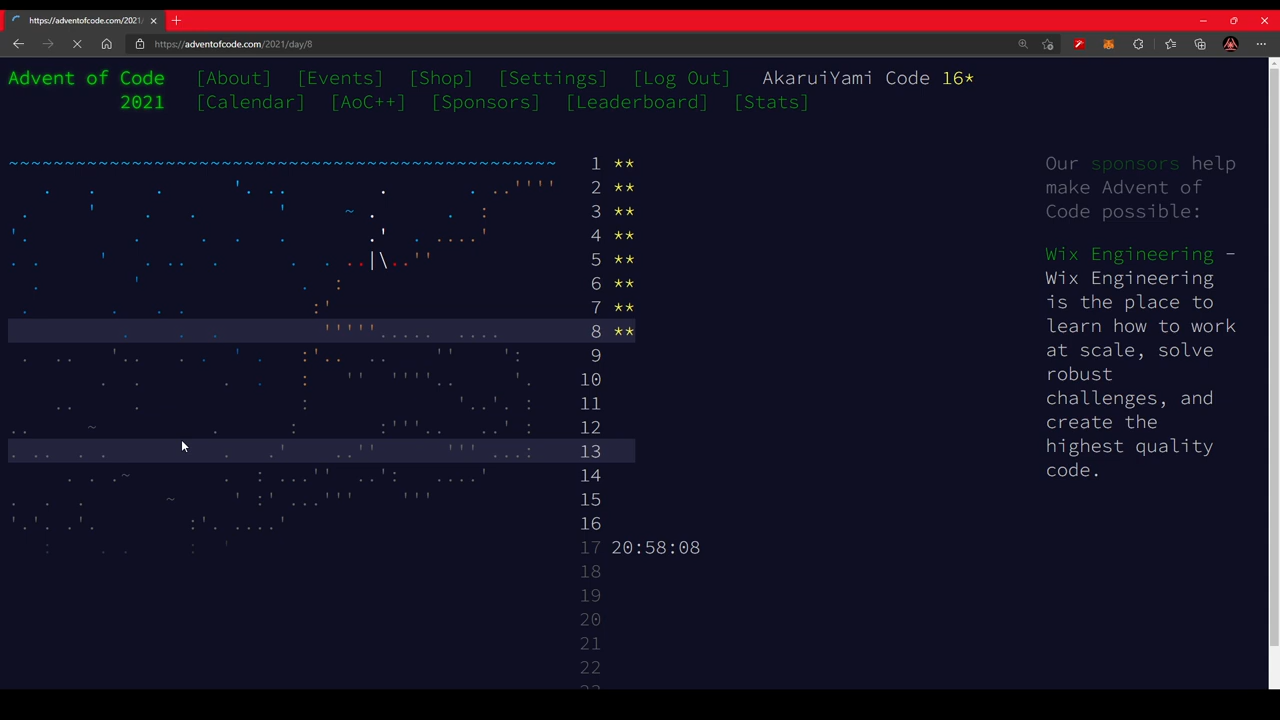 https://adventofcode.com/2021/
https://adventofcode.com/2021/day/8
Advent of Code [About] [Events] [Shop] [Settings] [Log Out] AkaruiYami Code 16*
2021 [Calendar] [AoC++] [Sponsors] [Leaderboard] [Stats]
1 **
2 **
3 **
4 **
5 **
6 **
7 **
8 **
9
10
11
12
13
14
15
16
17 20:58:08
18
19
20
21
22
Our sponsors help
make Advent of
Code possible:
Wix Engineering -
Wix Engineering
is the place to
learn how to work
at scale, solve
robust
challenges, and
create the
highest quality
code.